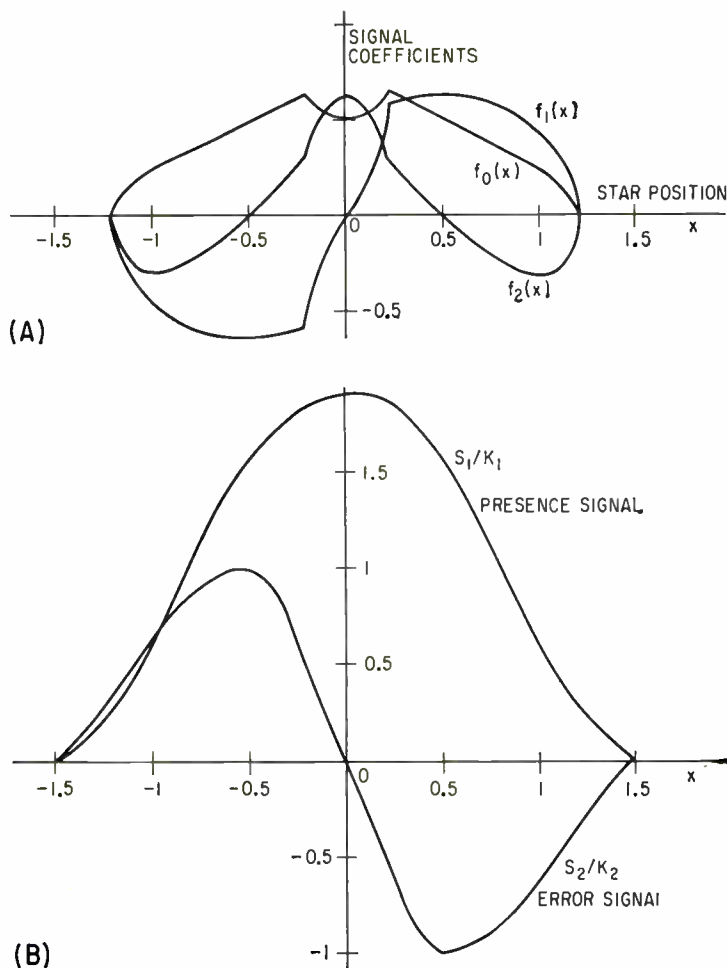 SIGNAL
COEFFICIENTS
f₁(x)
f₀(x)
STAR POSITION
-1.5 -1 -0.5 0 0.5 1 1.5 x
f₂(x)
-0.5
(A)
S₁/K₁
1.5
PRESENCE SIGNAL
1
0.5
-1.5 -1 -0.5 0 0.5 1 1.5 x
-0.5
S₂/K₂
ERROR SIGNAI
-1
(B)